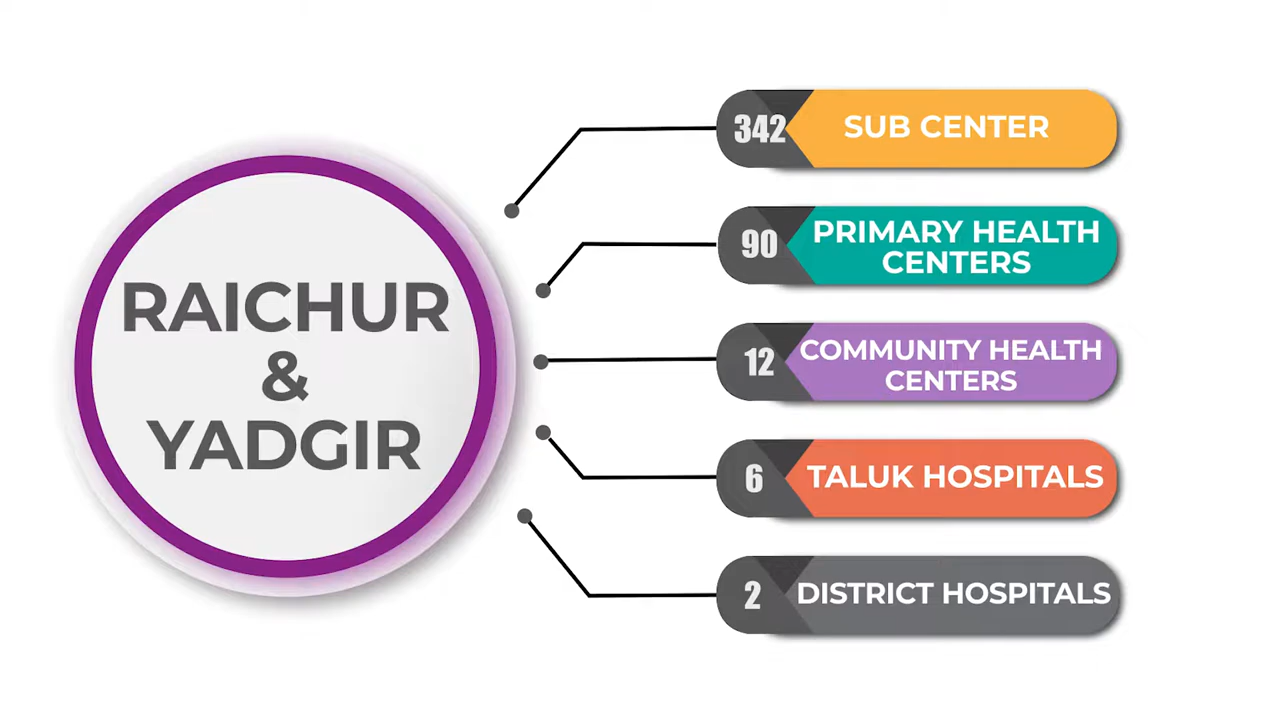 RAICHUR
&
YADGIR
342 SUB CENTER
90 PRIMARY HEALTH
CENTERS
12 COMMUNITY HEALTH
CENTERS
6 TALUK HOSPITALS
2 DISTRICT HOSPITALS